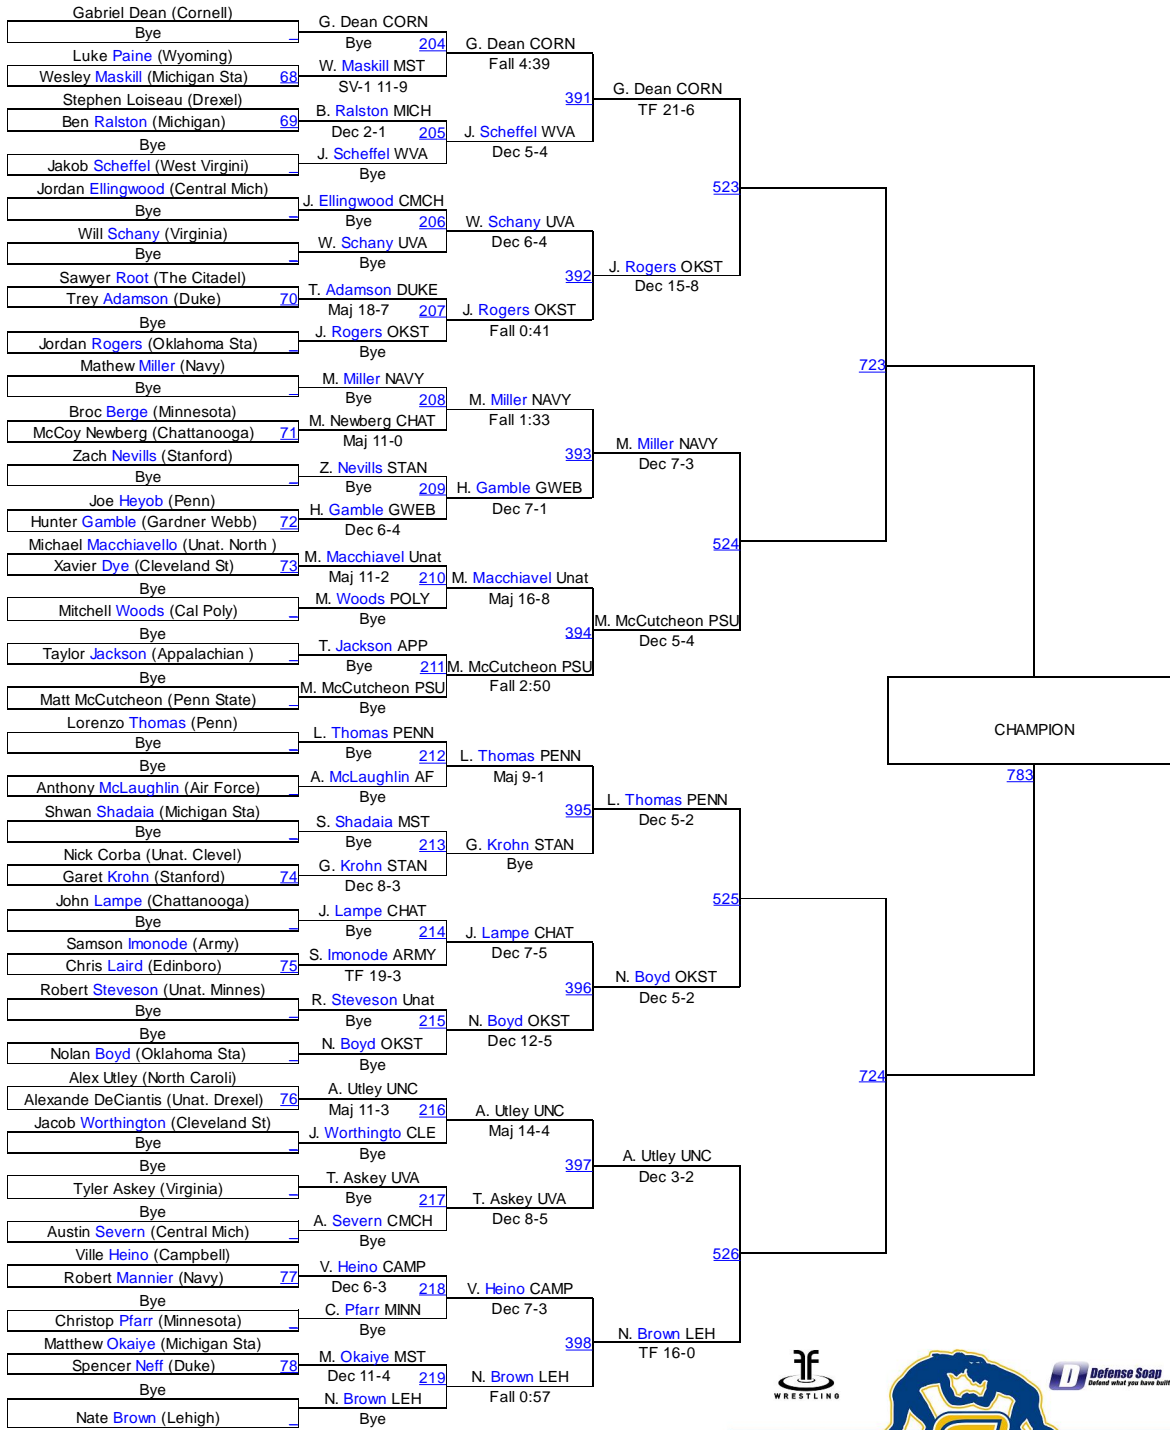 Gabriel Dean (Cornell)
Bye
Luke Paine (Wyoming)
Wesley Maskill (Michigan Sta) 68
Stephen Loiseau (Drexel)
Ben Ralston (Michigan) 69
Bye
Jakob Scheffel (West Virgini)
Jordan Ellingwood (Central Mich)
Bye
Will Schany (Virginia)
Bye
Sawyer Root (The Citadel)
Trey Adamson (Duke) 70
Bye
Jordan Rogers (Oklahoma Sta)
Mathew Miller (Navy)
Bye
Broc Berge (Minnesota)
McCoy Newberg (Chattanooga) 71
Zach Nevills (Stanford)
Bye
Joe Heyob (Penn)
Hunter Gamble (Gardner Webb) 72
Michael Macchiavello (Unat. North )
Xavier Dye (Cleveland St) 73
Bye
Mitchell Woods (Cal Poly)
Bye
Taylor Jackson (Appalachian )
Bye
Matt McCutcheon (Penn State)
Lorenzo Thomas (Penn)
Bye
Bye
Anthony McLaughlin (Air Force)
Shwan Shadaia (Michigan Sta)
Bye
Nick Corba (Unat. Clevel)
Garet Krohn (Stanford) 74
John Lampe (Chattanooga)
Bye
Samson Imonode (Army)
Chris Laird (Edinboro) 75
Robert Steveson (Unat. Minnes)
Bye
Bye
Nolan Boyd (Oklahoma Sta)
Alex Utley (North Caroli)
Alexande DeCiantis (Unat. Drexel) 76
Jacob Worthington (Cleveland St)
Bye
Bye
Tyler Askey (Virginia)
Bye
Austin Severn (Central Mich)
Ville Heino (Campbell)
Robert Mannier (Navy) 77
Bye
Christop Pfarr (Minnesota)
Matthew Okaiye (Michigan Sta)
Spencer Neff (Duke) 78
Bye
Nate Brown (Lehigh)
G. Dean CORN
Bye 204
W. Maskill MST
SV-1 11-9
B. Ralston MICH
Dec 2-1 205
J. Scheffel WVA
Bye
J. Ellingwood CMCH
Bye 206
W. Schany UVA
Bye
T. Adamson DUKE
Maj 18-7 207
J. Rogers OKST
Bye
M. Miller NAVY
Bye 208
M. Newberg CHAT
Maj 11-0
Z. Nevills STAN
Bye 209
H. Gamble GWEB
Dec 6-4
M. Macchiavel Unat
Maj 11-2 210
M. Woods POLY
Bye
T. Jackson APP
Bye 211
M. McCutcheon PSU
Bye
L. Thomas PENN
Bye 212
A. McLaughlin AF
Bye
S. Shadaia MST
Bye 213
G. Krohn STAN
Dec 8-3
J. Lampe CHAT
Bye 214
S. Imonode ARMY
TF 19-3
R. Steveson Unat
Bye 215
N. Boyd OKST
Bye
A. Utley UNC
Maj 11-3 216
J. Worthingto CLE
Bye
T. Askey UVA
Bye 217
A. Severn CMCH
Bye
V. Heino CAMP
Dec 6-3 218
C. Pfarr MINN
Bye
M. Okaiye MST
Dec 11-4 219
N. Brown LEH
Bye
G. Dean CORN
Fall 4:39
391
J. Scheffel WVA
Dec 5-4
W. Schany UVA
Dec 6-4
392
J. Rogers OKST
Fall 0:41
M. Miller NAVY
Fall 1:33
393
H. Gamble GWEB
Dec 7-1
M. Macchiavel Unat
Maj 16-8
394
M. McCutcheon PSU
Fall 2:50
L. Thomas PENN
Maj 9-1
395
G. Krohn STAN
Bye
J. Lampe CHAT
Dec 7-5
396
N. Boyd OKST
Dec 12-5
A. Utley UNC
Maj 14-4
397
T. Askey UVA
Dec 8-5
V. Heino CAMP
Dec 7-3
398
N. Brown LEH
Fall 0:57
G. Dean CORN
TF 21-6
523
J. Rogers OKST
Dec 15-8
M. Miller NAVY
Dec 7-3
524
M. McCutcheon PSU
Dec 5-4
L. Thomas PENN
Dec 5-2
525
N. Boyd OKST
Dec 5-2
A. Utley UNC
Dec 3-2
526
N. Brown LEH
TF 16-0
723
724
CHAMPION
783
WRESTLING
Defense Soap
Defend what you have built